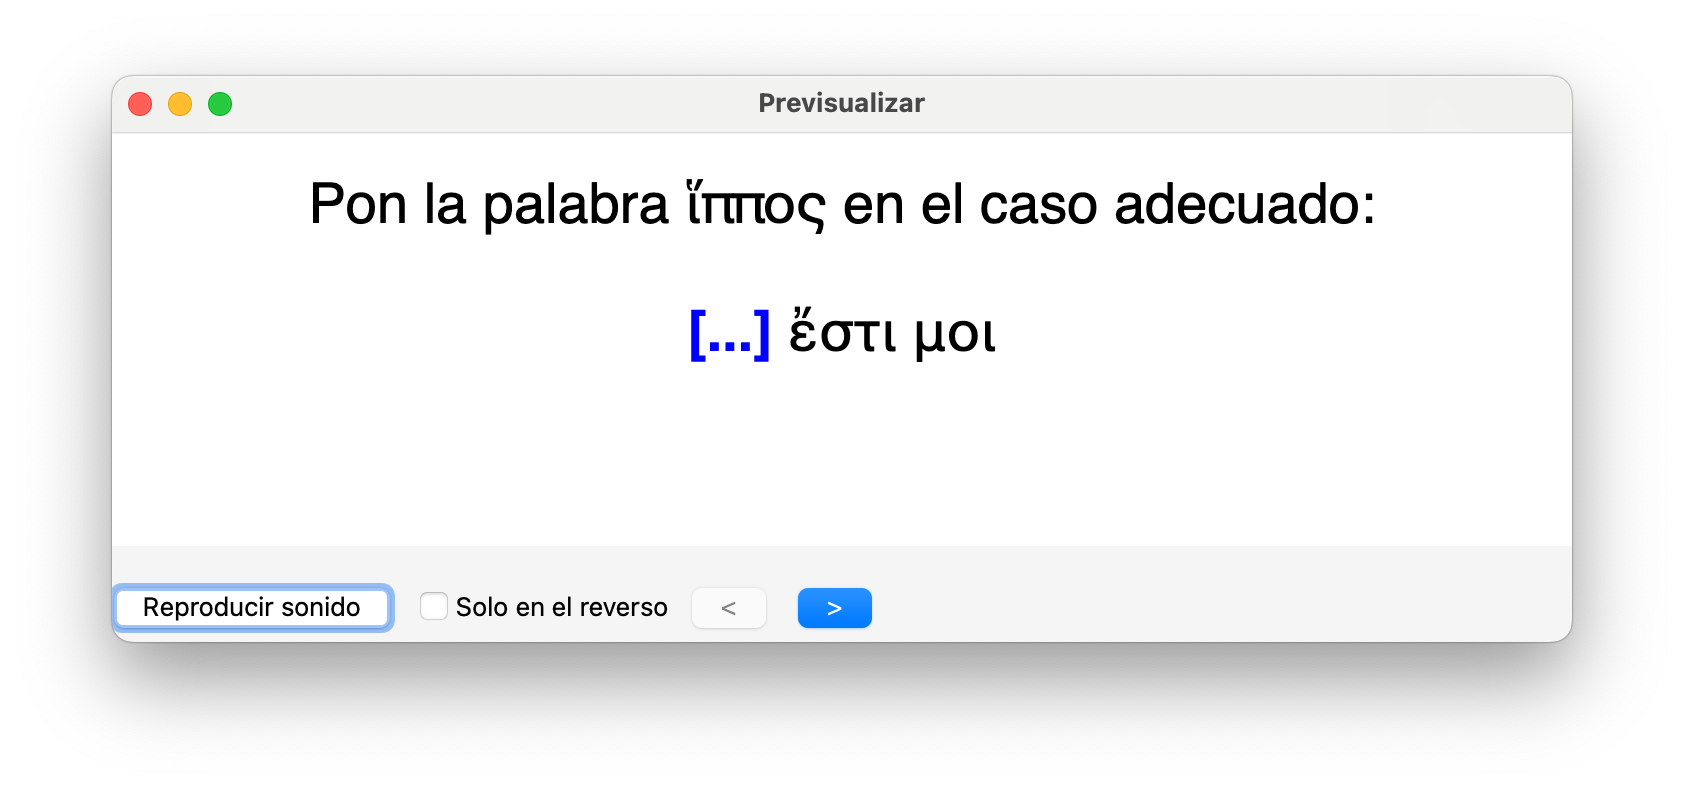 Previsualizar
Pon la palabra ἵππος en el caso adecuado:
[...] ἔστι μοι
Reproducir sonido Solo en el reverso < >